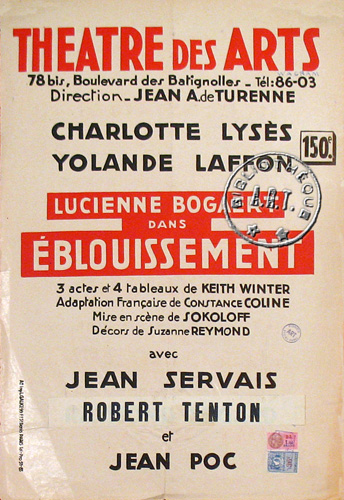 THEATRE DES ARTS
78 bis, Boulevard des Batignolles - Tél: 86-03
Direction - JEAN A. de TURENNE
CHARLOTTE LYSÈS
YOLANDE LAFFON
150e
LUCIENNE BOGAERT
DANS
ÉBLOUISSEMENT
BIBLIOTHÈQUE
A.R.T.
3 actes et 4 tableaux de KEITH WINTER
Adaptation Française de CONSTANCE COLINE
Mise en scène de SOKOLOFF
Décors de Suzanne REYMOND
avec
JEAN SERVAIS
ROBERT TENTON
et
JEAN POC